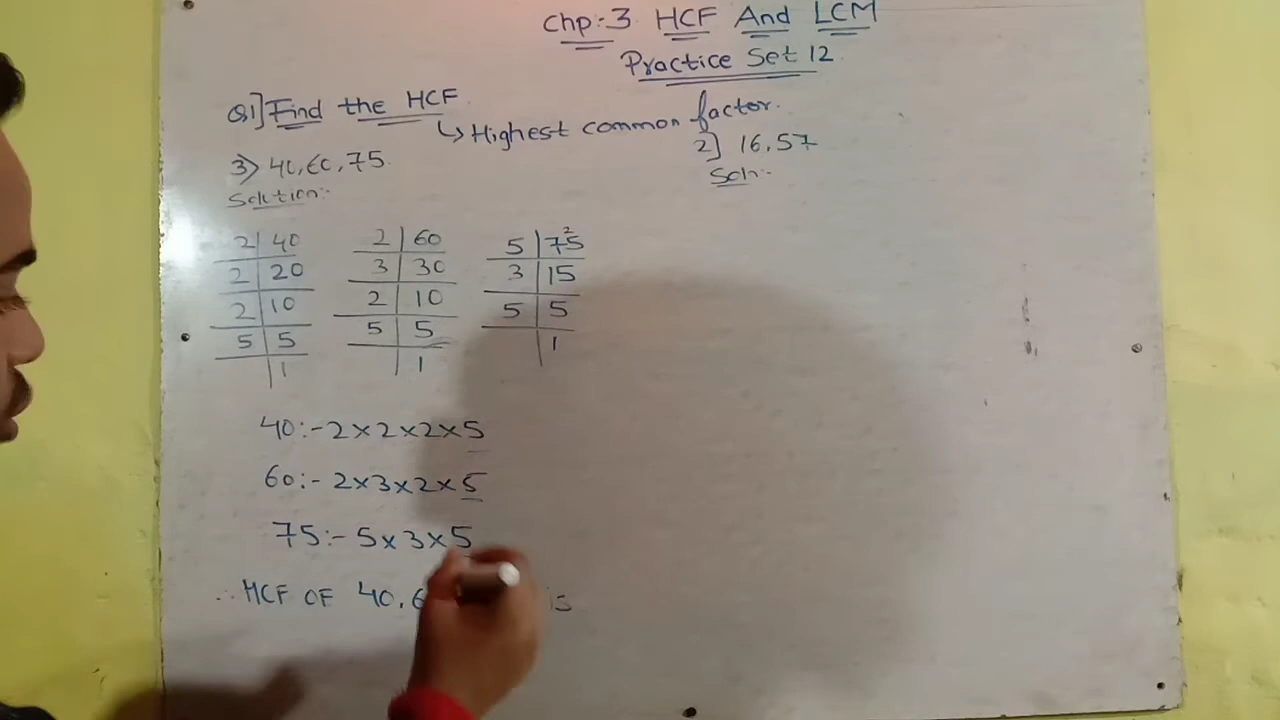 Chp:-3 HCF And LCM
Practice Set 12
Q1] Find the HCF
↳ Highest common factor.
3) 40,60,75.
Solution:-
2 | 40
2 | 20
2 | 10
5 | 5
| 1
2 | 60
3 | 30
2 | 10
5 | 5
| 1
5 | 75 2
3 | 15
5 | 5
| 1
40:- 2×2×2×5
60:- 2×3×2×5
75:- 5×3×5
∴ HCF OF 40, is
2] 16,57
Soln:-